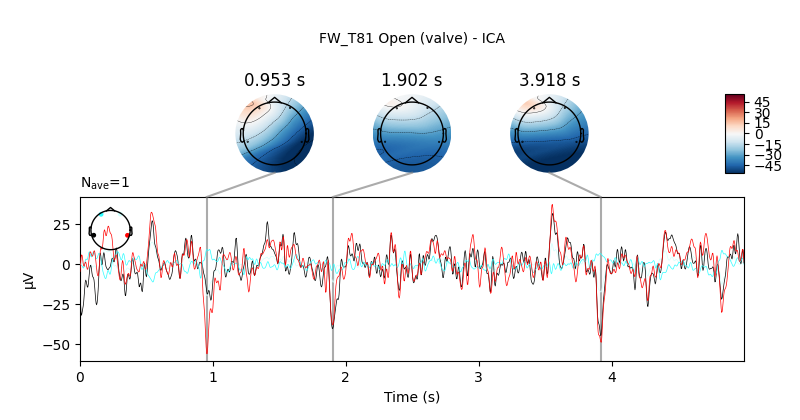 FW_T81 Open (valve) - ICA
0.953 s
1.902 s
3.918 s
45
30
15
0
−15
−30
−45
Nave=1
25
0
−25
−50
µV
0
1
2
3
4
Time (s)